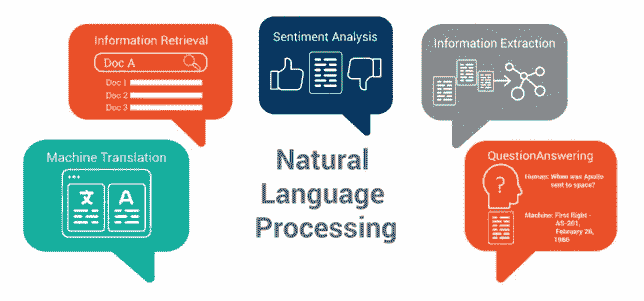 Information Retrieval
Doc A
Doc 1
Doc 2
Doc 3
Sentiment Analysis
Information Extraction
Machine Translation
文
A
Natural
Language
Processing
QuestionAnswering
Human: When was Apollo
sent to space?
Machine: First flight -
AS-201,
February 26,
1966